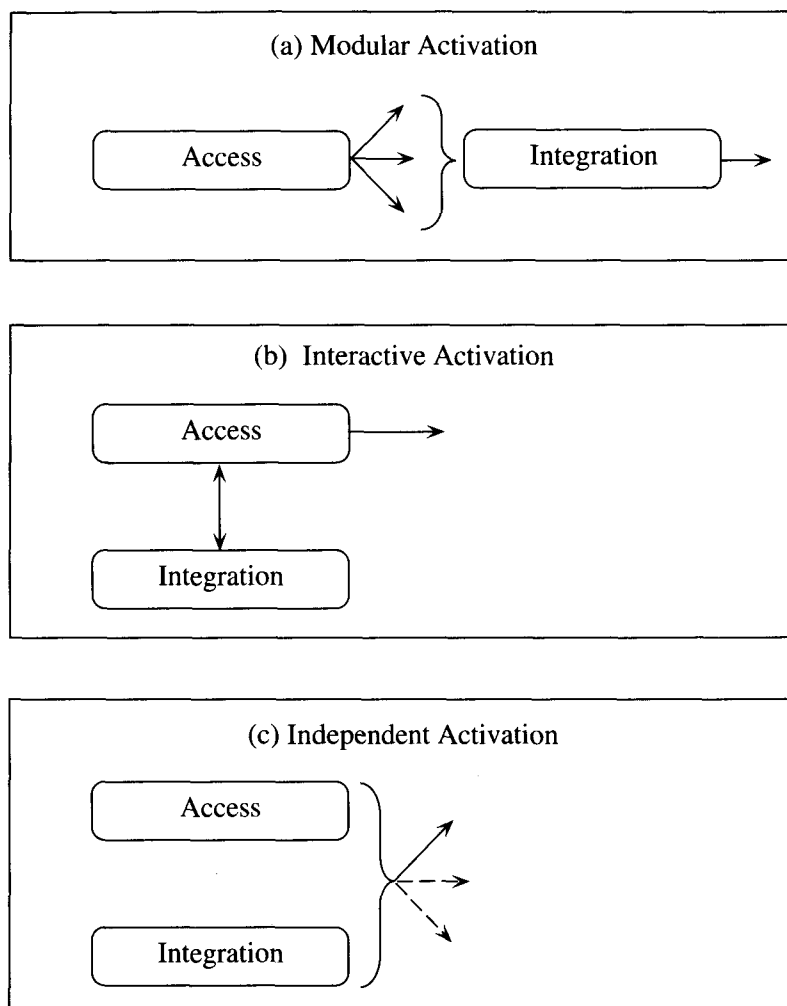 (a) Modular Activation
Access
Integration
(b) Interactive Activation
Access
Integration
(c) Independent Activation
Access
Integration